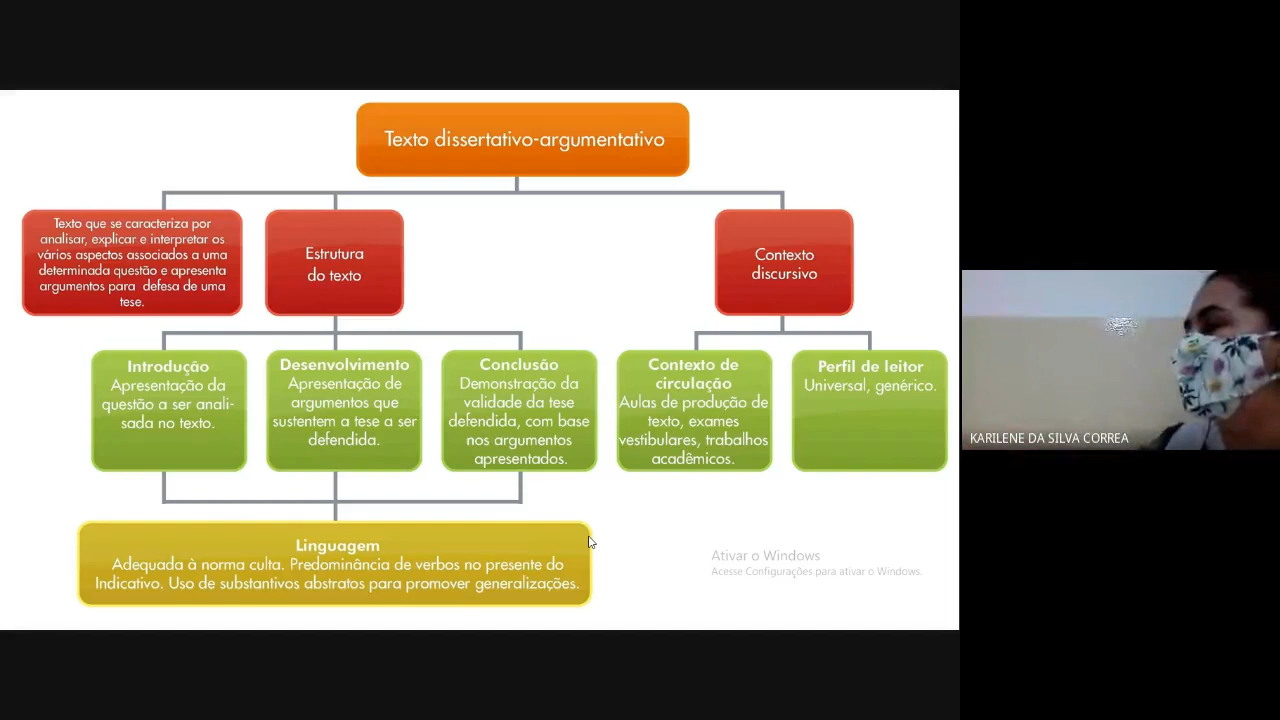 Texto dissertativo-argumentativo
Texto que se caracteriza por
analisar, explicar e interpretar os
vários aspectos associados a uma
determinada questão e apresenta
argumentos para defesa de uma
tese.
Estrutura
do texto
Contexto
discursivo
Introdução
Apresentação da
questão a ser anali-
sada no texto.
Desenvolvimento
Apresentação de
argumentos que
sustentem a tese a ser
defendida.
Conclusão
Demonstração da
validade da tese
defendida, com base
nos argumentos
apresentados.
Contexto de
circulação
Aulas de produção de
texto, exames
vestibulares, trabalhos
acadêmicos.
Perfil de leitor
Universal, genérico.
Linguagem
Adequada à norma culta. Predominância de verbos no presente do
Indicativo. Uso de substantivos abstratos para promover generalizações.
Ativar o Windows
Acesse Configurações para ativar o Windows.
KARILENE DA SILVA CORREA